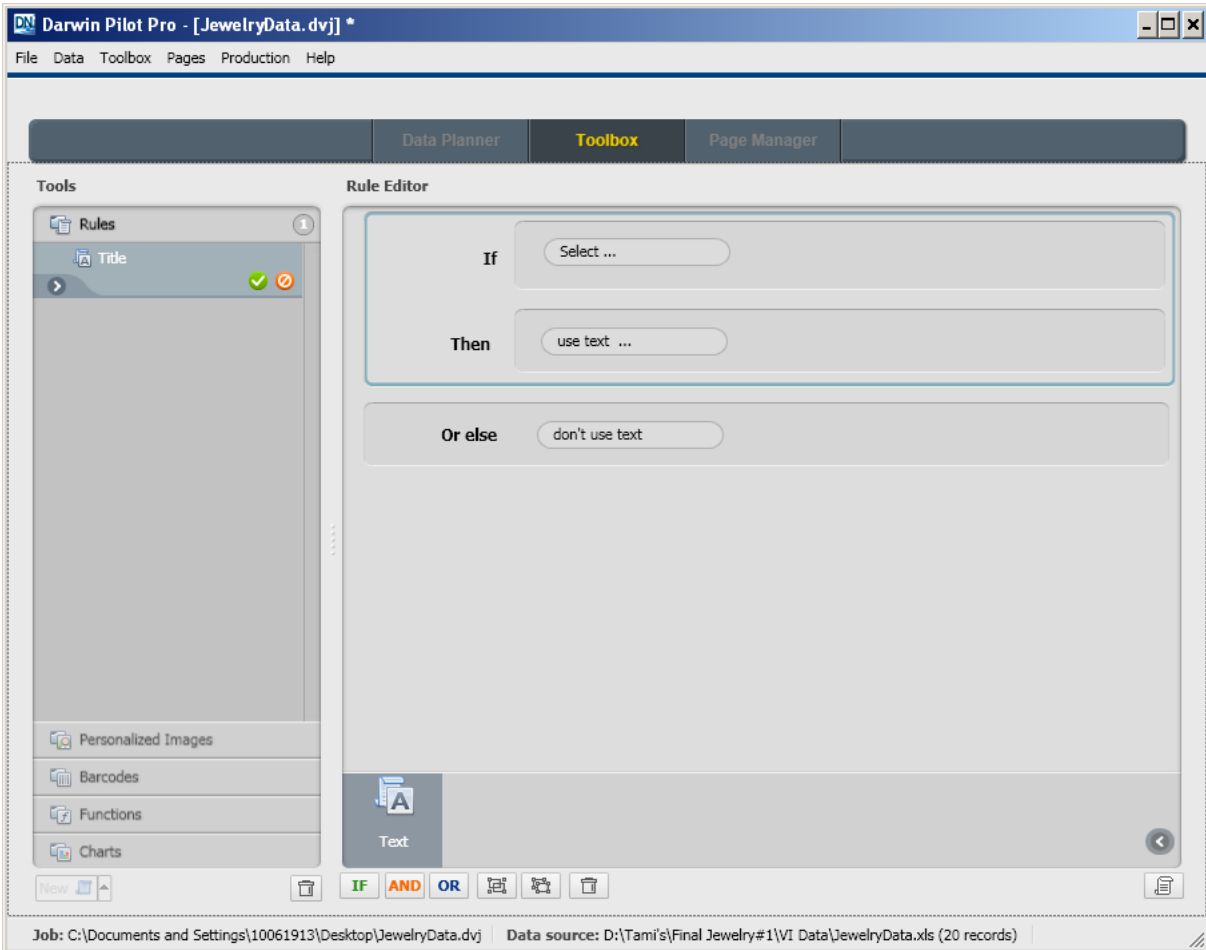 DN Darwin Pilot Pro - [JewelryData.dvj] *
File Data Toolbox Pages Production Help
Data Planner Toolbox Page Manager
Tools
Rules 1
Title
Personalized Images
Barcodes
Functions
Charts
New
Rule Editor
If Select ...
Then use text ...
Or else don't use text
A
Text
IF AND OR
Job: C:\Documents and Settings\10061913\Desktop\JewelryData.dvj Data source: D:\Tami's\Final Jewelry#1\VI Data\JewelryData.xls (20 records)